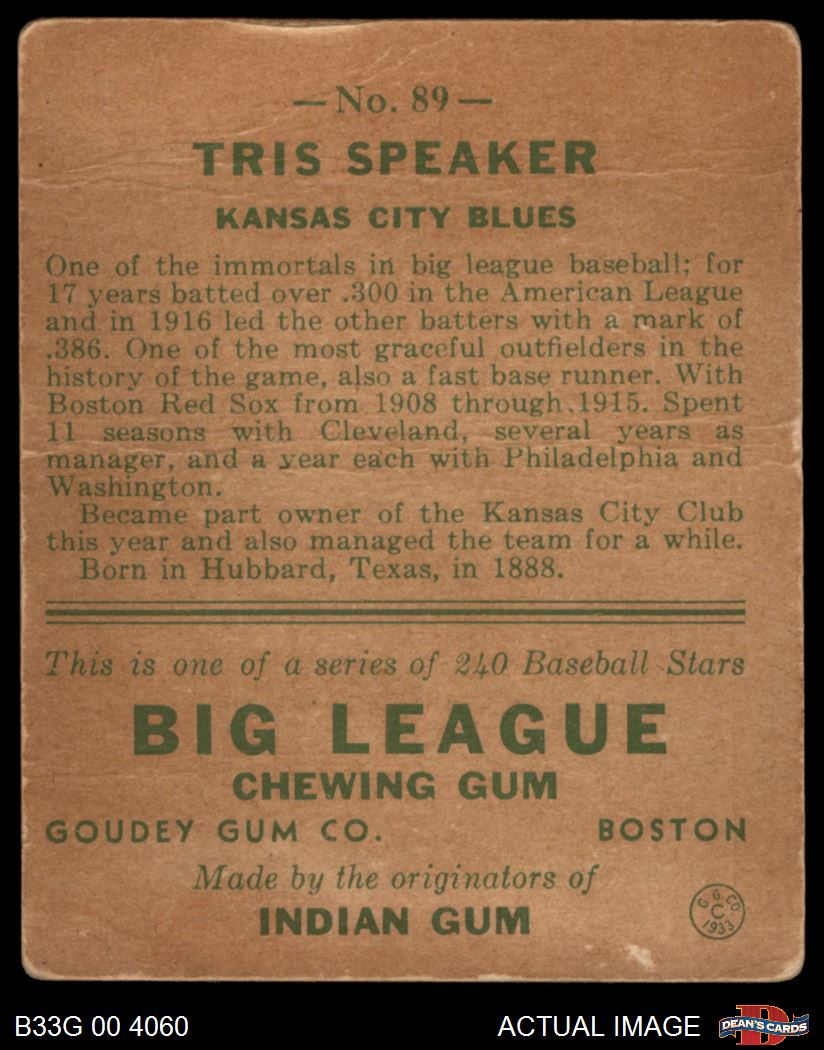 — No. 89 —
TRIS SPEAKER
KANSAS CITY BLUES
One of the immortals in big league baseball; for
17 years batted over .300 in the American League
and in 1916 led the other batters with a mark of
.386. One of the most graceful outfielders in the
history of the game, also a fast base runner. With
Boston Red Sox from 1908 through 1915. Spent
11 seasons with Cleveland, several years as
manager, and a year each with Philadelphia and
Washington.
Became part owner of the Kansas City Club
this year and also managed the team for a while.
Born in Hubbard, Texas, in 1888.
This is one of a series of 240 Baseball Stars
BIG LEAGUE
CHEWING GUM
GOUDEY GUM CO. BOSTON
Made by the originators of
INDIAN GUM
G. G. CO
C
1933
B33G 00 4060 ACTUAL IMAGE DEAN'S CARDS